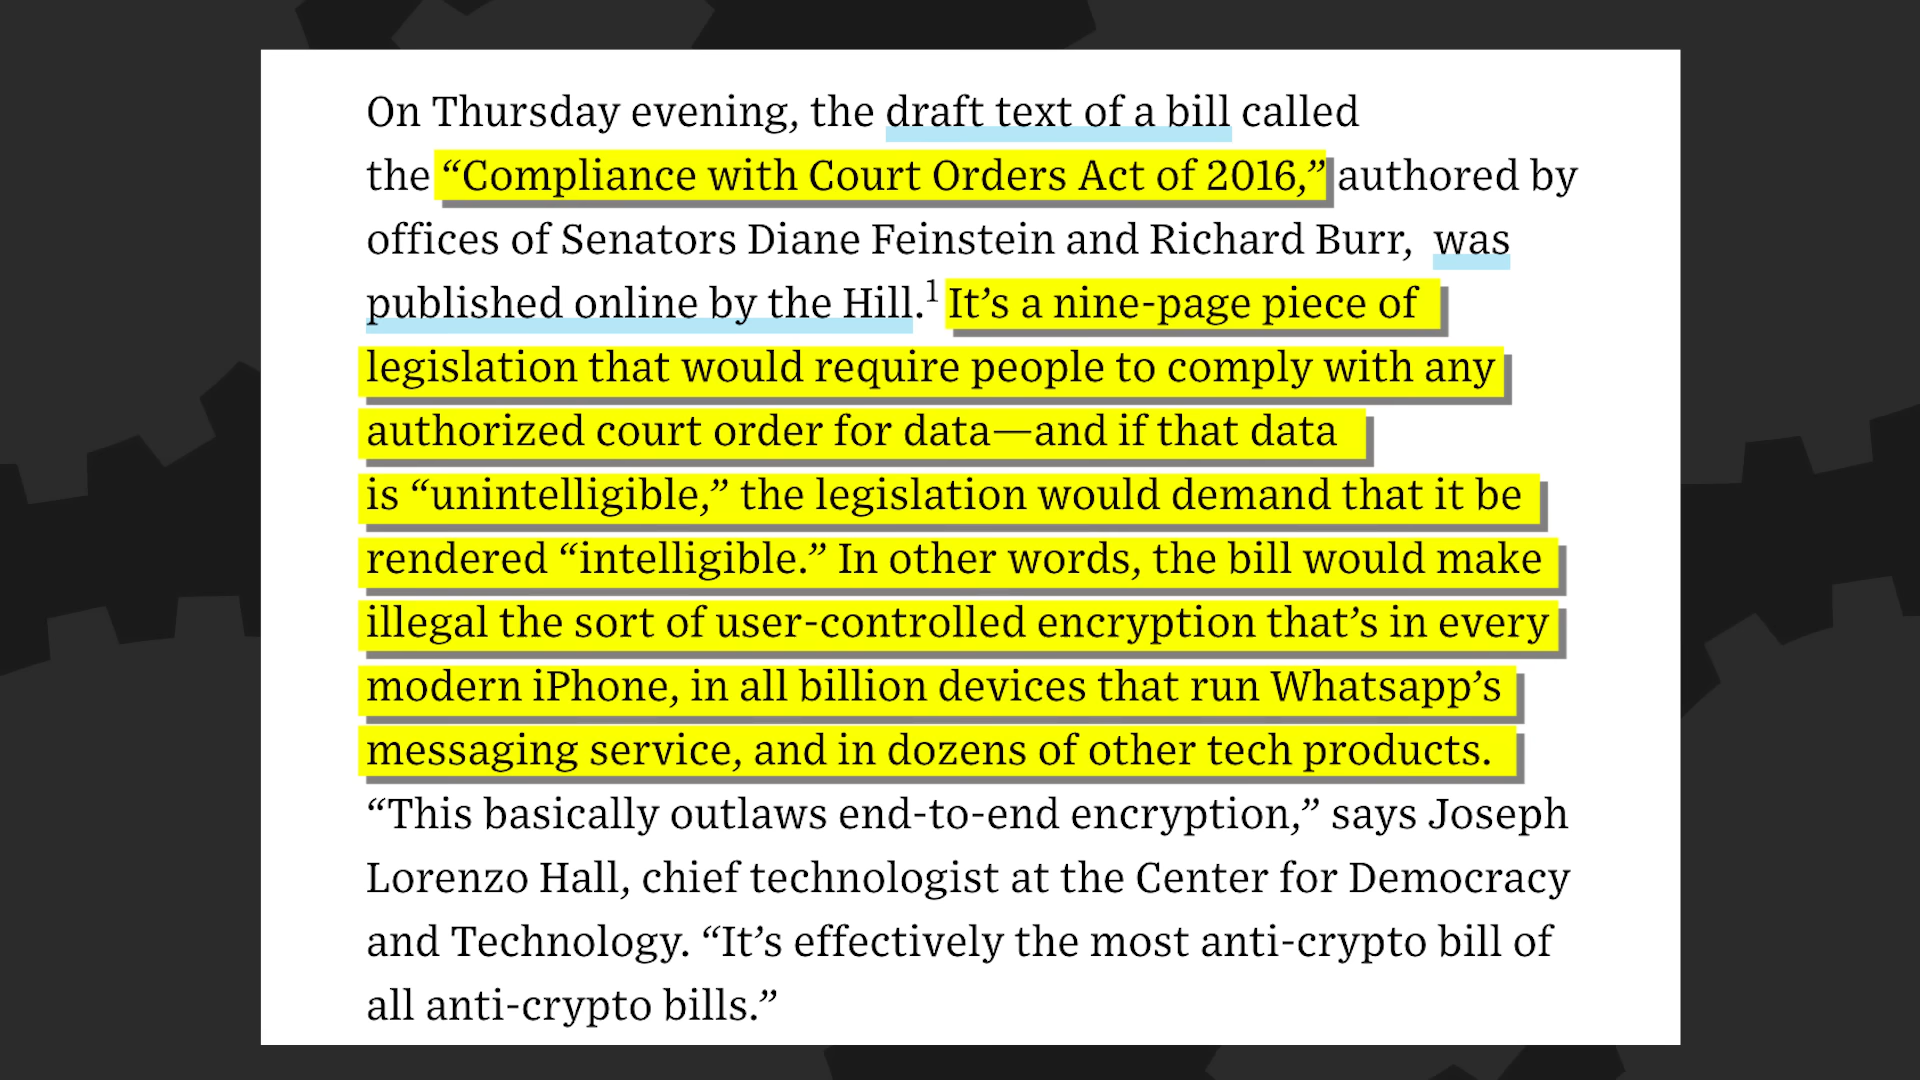 On Thursday evening, the draft text of a bill called
the “Compliance with Court Orders Act of 2016,” authored by
offices of Senators Diane Feinstein and Richard Burr, was
published online by the Hill.1 It’s a nine-page piece of
legislation that would require people to comply with any
authorized court order for data—and if that data
is “unintelligible,” the legislation would demand that it be
rendered “intelligible.” In other words, the bill would make
illegal the sort of user-controlled encryption that’s in every
modern iPhone, in all billion devices that run Whatsapp’s
messaging service, and in dozens of other tech products.
“This basically outlaws end-to-end encryption,” says Joseph
Lorenzo Hall, chief technologist at the Center for Democracy
and Technology. “It’s effectively the most anti-crypto bill of
all anti-crypto bills.”